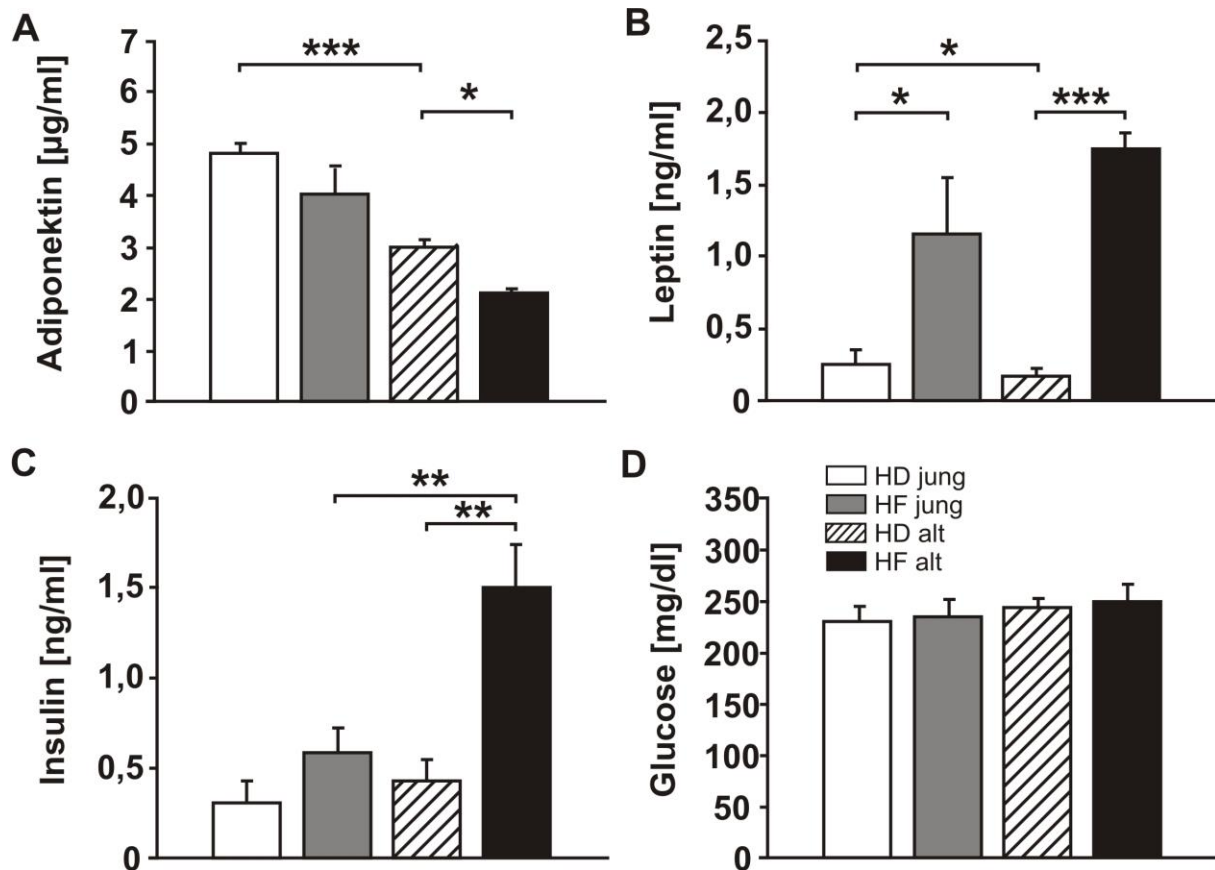 A
Adiponektin [µg/ml]
7
6
5
4
3
2
1
0
***
*
B
Leptin [ng/ml]
2,5
2,0
1,5
1,0
0,5
0
*
*
***
C
Insulin [ng/ml]
2,0
1,5
1,0
0,5
0
**
**
D
Glucose [mg/dl]
350
300
250
200
150
100
50
0
HD jung
HF jung
HD alt
HF alt